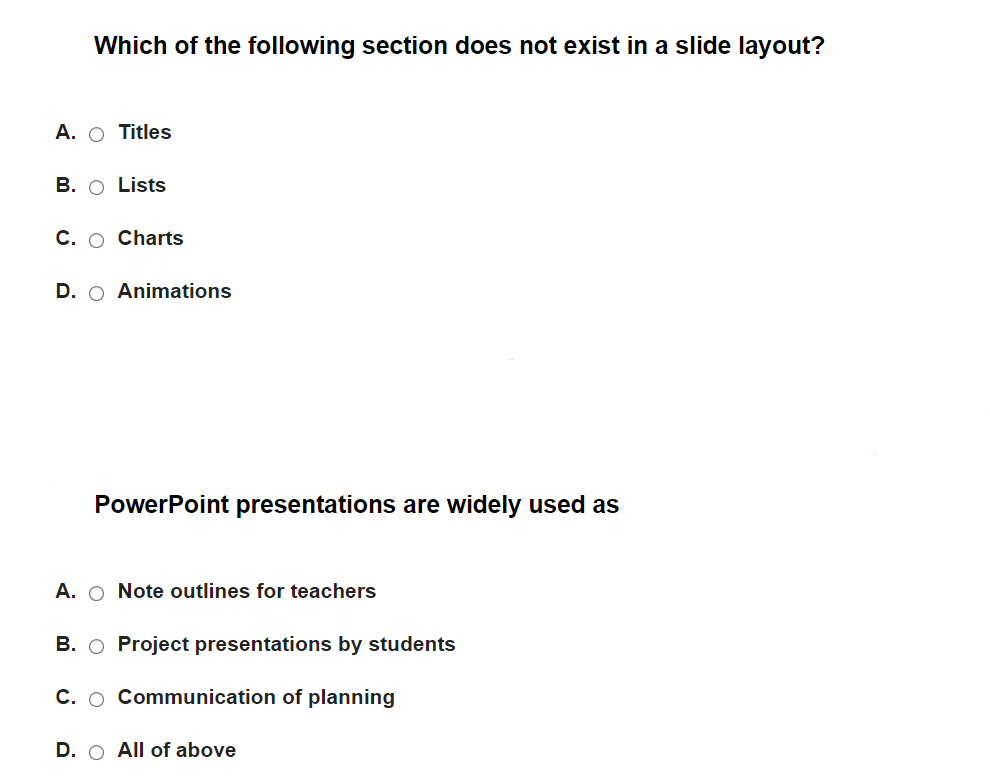 Which of the following section does not exist in a slide layout?
A. Titles
B. Lists
C. Charts
D. Animations
PowerPoint presentations are widely used as
A. Note outlines for teachers
B. Project presentations by students
C. Communication of planning
D. All of above